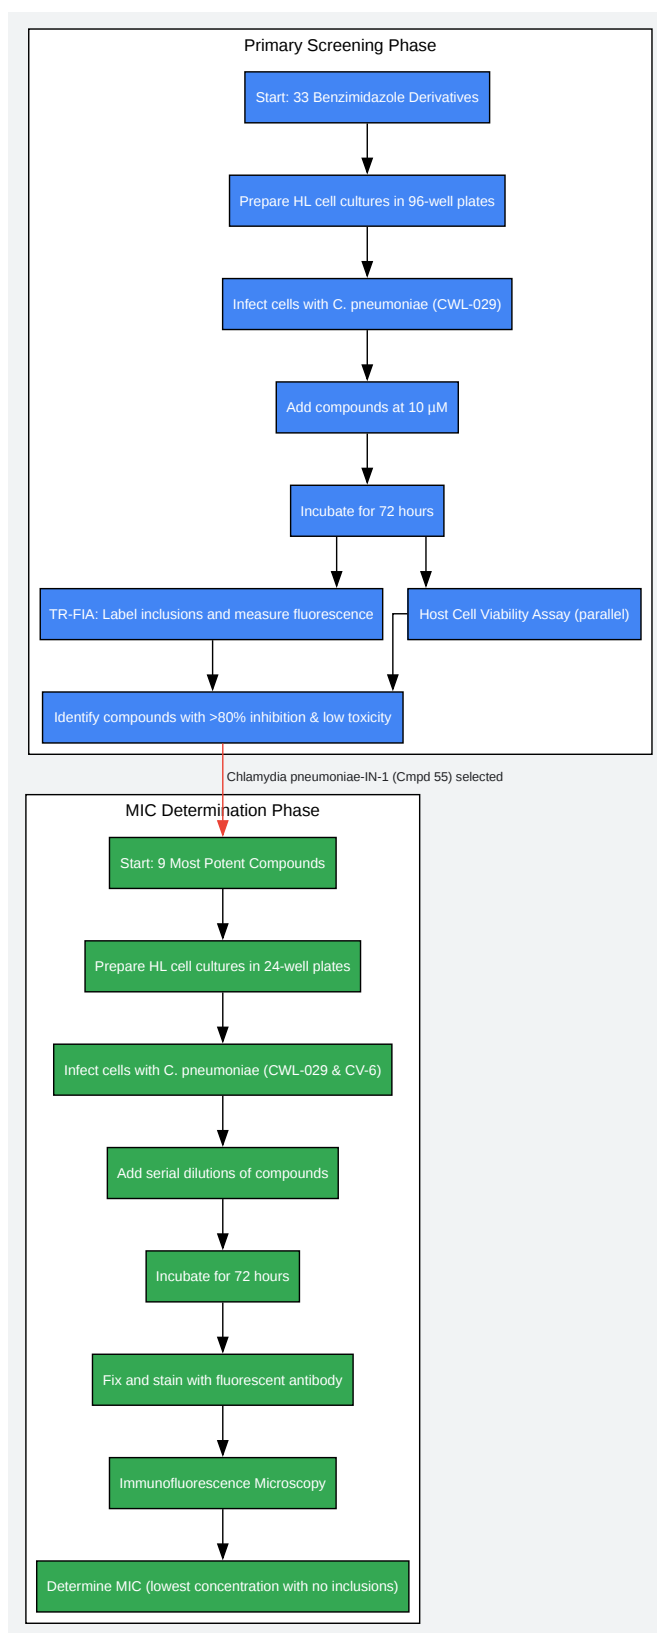 Primary Screening Phase
Start: 33 Benzimidazole Derivatives
Prepare HL cell cultures in 96-well plates
Infect cells with C. pneumoniae (CWL-029)
Add compounds at 10 µM
Incubate for 72 hours
TR-FIA: Label inclusions and measure fluorescence
Host Cell Viability Assay (parallel)
Identify compounds with >80% inhibition & low toxicity
Chlamydia pneumoniae-IN-1 (Cmpd 55) selected
MIC Determination Phase
Start: 9 Most Potent Compounds
Prepare HL cell cultures in 24-well plates
Infect cells with C. pneumoniae (CWL-029 & CV-6)
Add serial dilutions of compounds
Incubate for 72 hours
Fix and stain with fluorescent antibody
Immunofluorescence Microscopy
Determine MIC (lowest concentration with no inclusions)